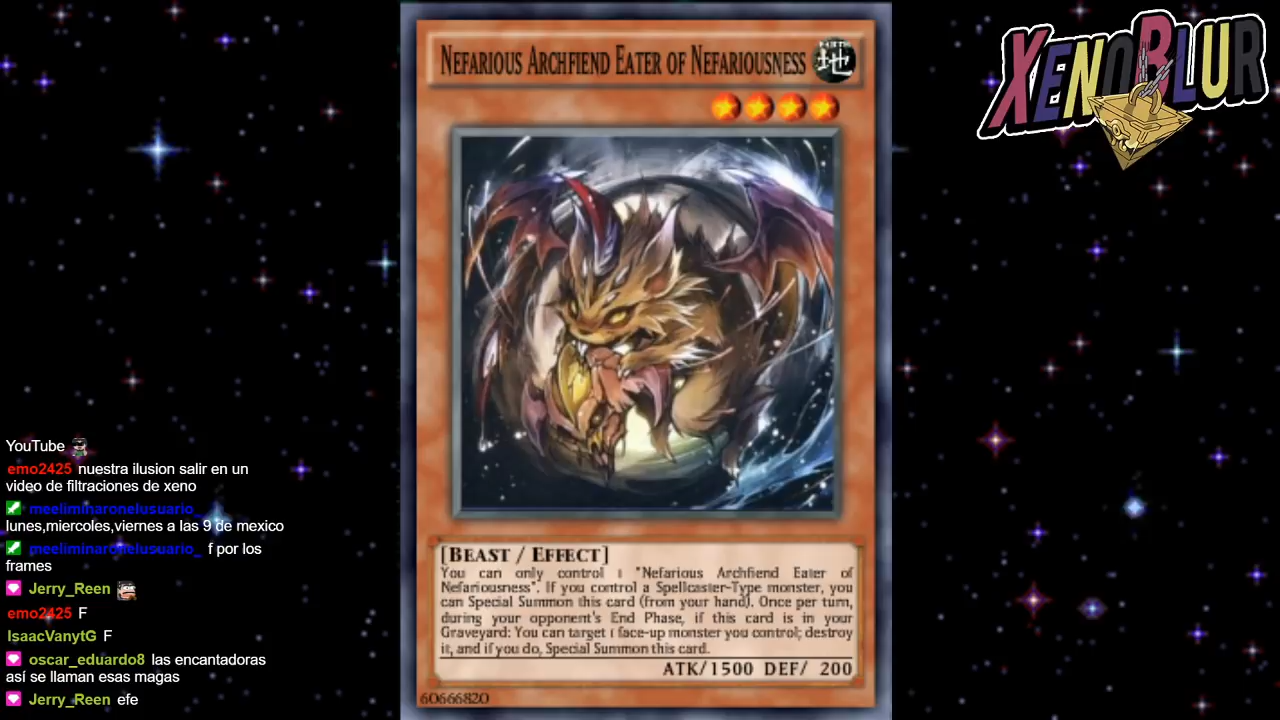 XENOBLUR
NEFARIOUS ARCHFIEND EATER OF NEFARIOUSNESS
EARTH
地
[BEAST / EFFECT]
You can only control 1 "Nefarious Archfiend Eater of
Nefariousness". If you control a Spellcaster-Type monster, you
can Special Summon this card (from your hand). Once per turn,
during your opponent's End Phase, if this card is in your
Graveyard: You can target 1 face-up monster you control; destroy
it, and if you do, Special Summon this card.
ATK/1500 DEF/ 200
60666820
YouTube
emo2425 nuestra ilusion salir en un
video de filtraciones de xeno
meeliminaronelusuario_
lunes,miercoles,viernes a las 9 de mexico
meeliminaronelusuario_ f por los
frames
Jerry_Reen
emo2425 F
IsaacVanytG F
oscar_eduardo8 las encantadoras
así se llaman esas magas
Jerry_Reen efe